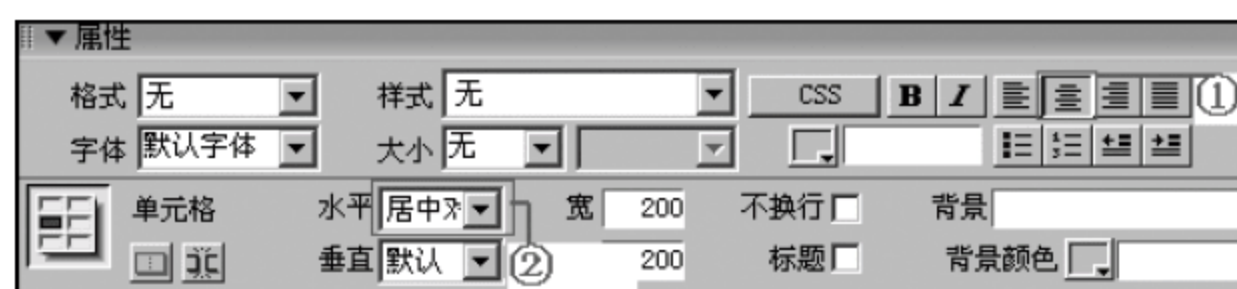 属性
格式 无 样式 无 CSS B I ①
字体 默认字体 大小 无
单元格 水平 居中对 宽 200 不换行 背景
垂直 默认 ② 200 标题 背景颜色